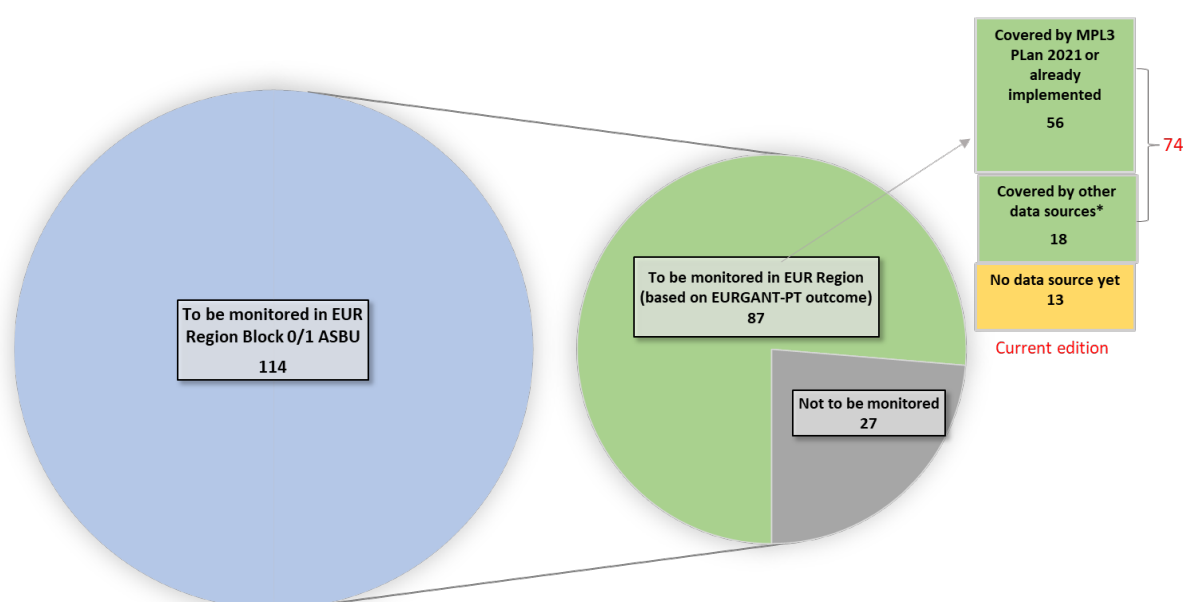 To be monitored in EUR
Region Block 0/1 ASBU
114
To be monitored in EUR Region
(based on EURGANT-PT outcome)
87
Not to be monitored
27
Covered by MPL3
PLan 2021 or
already
implemented
56
Covered by other
data sources*
18
74
No data source yet
13
Current edition